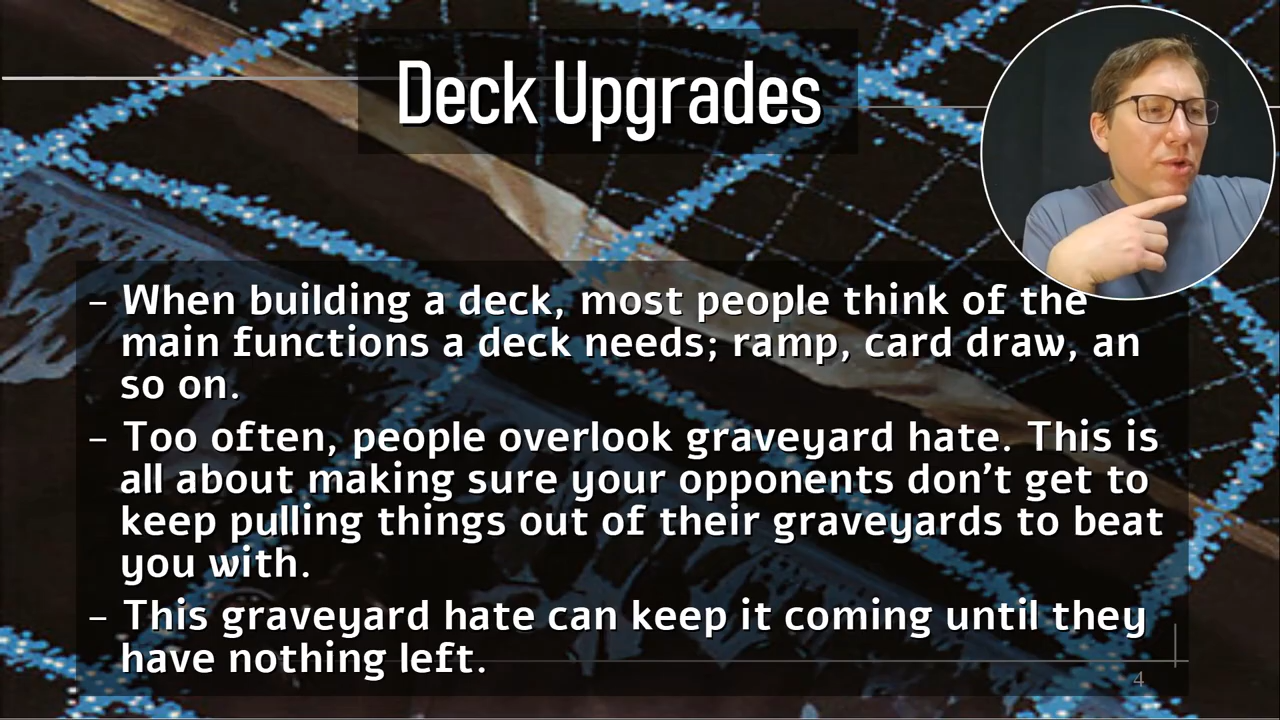 Deck Upgrades
– When building a deck, most people think of the
main functions a deck needs; ramp, card draw, an
so on.
– Too often, people overlook graveyard hate. This is
all about making sure your opponents don’t get to
keep pulling things out of their graveyards to beat
you with.
– This graveyard hate can keep it coming until they
have nothing left.
4